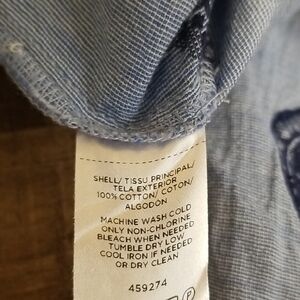 SHELL/ TISSU PRINCIPAL/
TELA EXTERIOR
100% COTTON/ COTON/
ALGODON
MACHINE WASH COLD
ONLY NON-CHLORINE
BLEACH WHEN NEEDED
TUMBLE DRY LOW
COOL IRON IF NEEDED
OR DRY CLEAN
459274
P